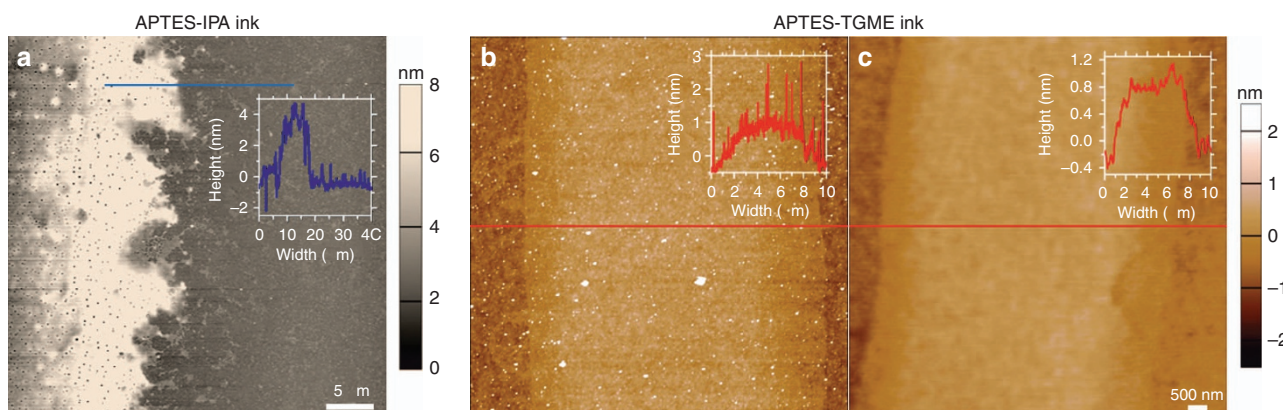 APTES-IPA ink
APTES-TGME ink
a
nm
8
6
4
2
0
Height (nm)
4
2
0
−2
0 10 20 30 4C
Width ( m)
5 m
b
Height (nm)
3
2
1
0
0 2 4 6 8 10
Width ( m)
c
Height (nm)
1.2
0.8
0.4
0.0
−0.4
0 2 4 6 8 10
Width ( m)
500 nm
nm
2
1
0
−1
−2